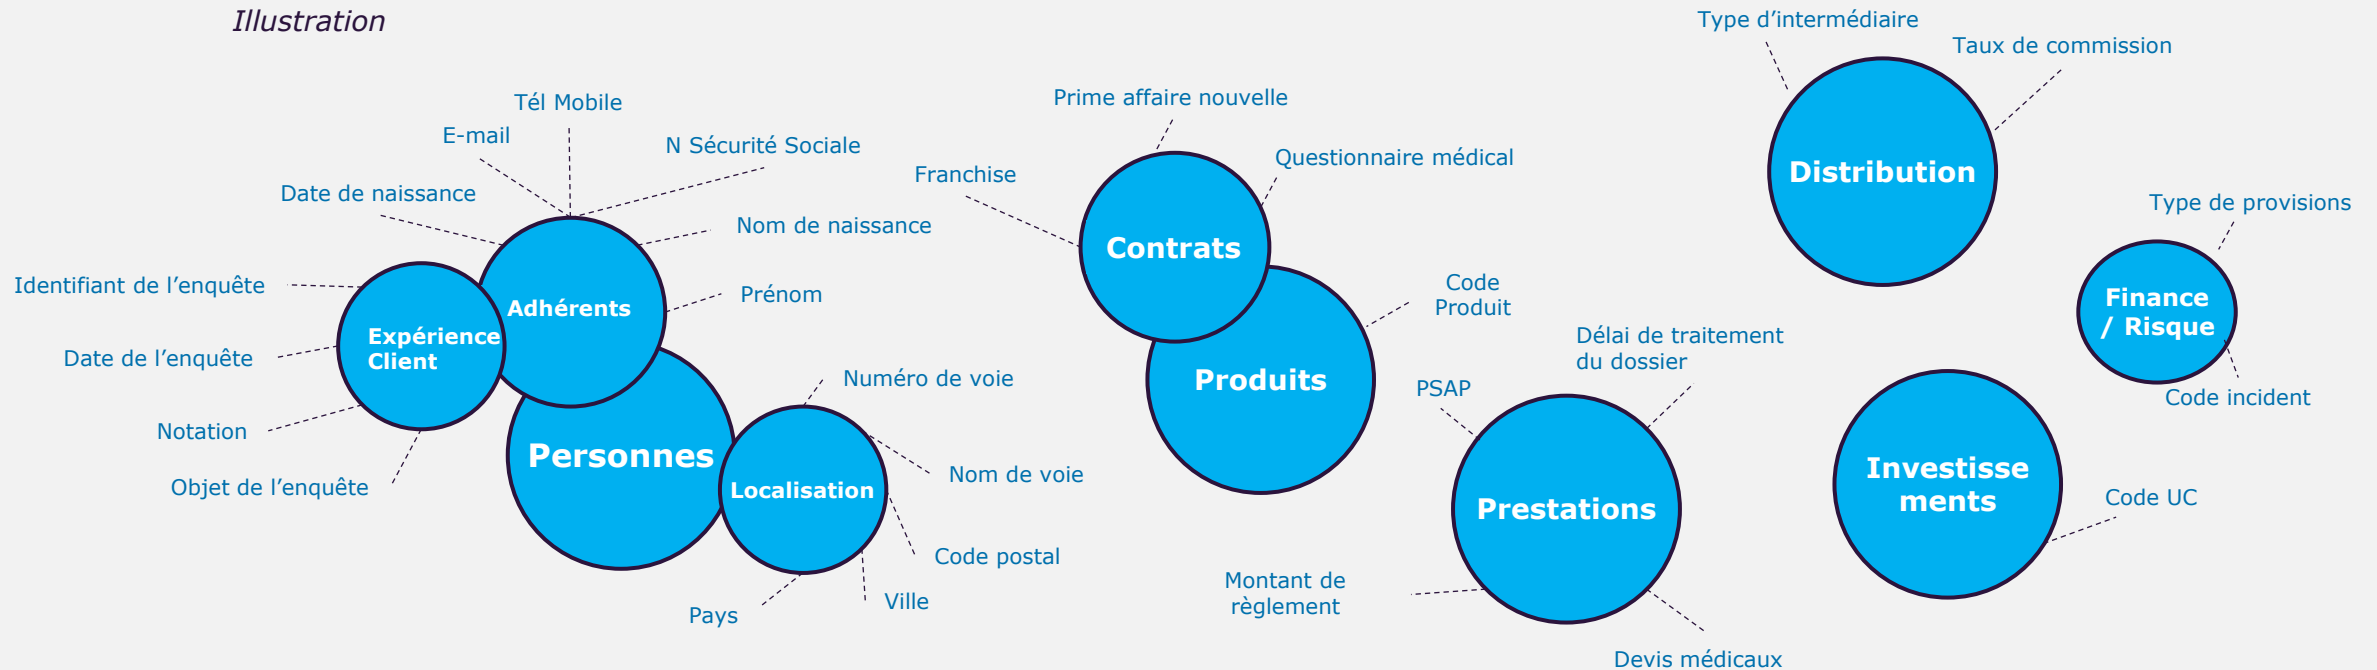 Illustration
Type d’intermédiaire
Taux de commission
Tél Mobile
E-mail
N Sécurité Sociale
Date de naissance
Nom de naissance
Prénom
Adhérents
Identifiant de l’enquête
Date de l’enquête
Expérience
Client
Notation
Objet de l’enquête
Personnes
Localisation
Numéro de voie
Nom de voie
Code postal
Ville
Pays
Prime affaire nouvelle
Franchise
Questionnaire médical
Contrats
Produits
Code
Produit
Délai de traitement
du dossier
PSAP
Prestations
Montant de
règlement
Devis médicaux
Distribution
Type de provisions
Finance
/ Risque
Code incident
Investisse
ments
Code UC